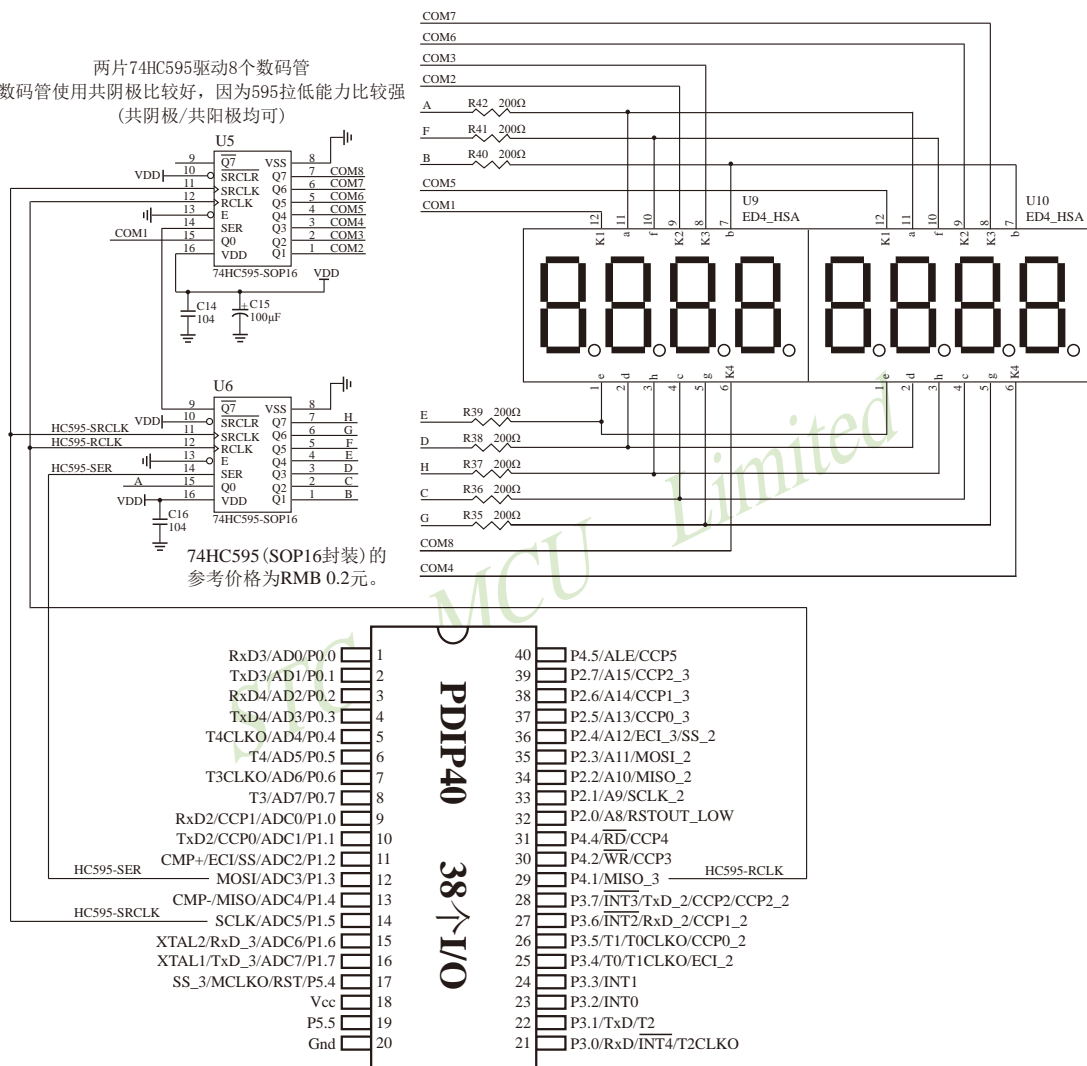 COM7
COM6
COM3
COM2
A R42 200Ω
F R41 200Ω
B R40 200Ω
COM5
COM1
两片74HC595驱动8个数码管
数码管使用共阴极比较好，因为595拉低能力比较强
(共阴极/共阳极均可)
U5
9 Q7 VSS 8
VDD 10 SRCLR Q7 7 COM8
11 SRCLK Q6 6 COM7
12 RCLK Q5 5 COM6
13 E Q4 4 COM5
14 SER Q3 3 COM4
COM1 15 Q0 Q2 2 COM3
16 VDD Q1 1 COM2
74HC595-SOP16
VDD
C14
104
+ C15
100μF
U9
ED4_HSA
12 11 10 9 8 7
K1 a f K2 K3 b
1 2 3 4 5 6
e d h c g K4
U10
ED4_HSA
12 11 10 9 8 7
K1 a f K2 K3 b
1 2 3 4 5 6
e d h c g K4
U6
9 Q7 VSS 8
VDD 10 SRCLR Q7 7 H
HC595-SRCLK 11 SRCLK Q6 6 G
HC595-RCLK 12 RCLK Q5 5 F
13 E Q4 4 E
HC595-SER 14 SER Q3 3 D
A 15 Q0 Q2 2 C
VDD 16 VDD Q1 1 B
74HC595-SOP16
C16
104
E R39 200Ω
D R38 200Ω
H R37 200Ω
C R36 200Ω
G R35 200Ω
COM8
COM4
74HC595(SOP16封装)的
参考价格为RMB 0.2元。
STC MCU Limited
PDIP40 38个I/O
RxD3/AD0/P0.0 1
TxD3/AD1/P0.1 2
RxD4/AD2/P0.2 3
TxD4/AD3/P0.3 4
T4CLKO/AD4/P0.4 5
T4/AD5/P0.5 6
T3CLKO/AD6/P0.6 7
T3/AD7/P0.7 8
RxD2/CCP1/ADC0/P1.0 9
TxD2/CCP0/ADC1/P1.1 10
CMP+/ECI/SS/ADC2/P1.2 11
HC595-SER MOSI/ADC3/P1.3 12
CMP-/MISO/ADC4/P1.4 13
HC595-SRCLK SCLK/ADC5/P1.5 14
XTAL2/RxD_3/ADC6/P1.6 15
XTAL1/TxD_3/ADC7/P1.7 16
SS_3/MCLKO/RST/P5.4 17
Vcc 18
P5.5 19
Gnd 20
40 P4.5/ALE/CCP5
39 P2.7/A15/CCP2_3
38 P2.6/A14/CCP1_3
37 P2.5/A13/CCP0_3
36 P2.4/A12/ECI_3/SS_2
35 P2.3/A11/MOSI_2
34 P2.2/A10/MISO_2
33 P2.1/A9/SCLK_2
32 P2.0/A8/RSTOUT_LOW
31 P4.4/RD/CCP4
30 P4.2/WR/CCP3
29 P4.1/MISO_3 HC595-RCLK
28 P3.7/INT3/TxD_2/CCP2/CCP2_2
27 P3.6/INT2/RxD_2/CCP1_2
26 P3.5/T1/T0CLKO/CCP0_2
25 P3.4/T0/T1CLKO/ECI_2
24 P3.3/INT1
23 P3.2/INT0
22 P3.1/TxD/T2
21 P3.0/RxD/INT4/T2CLKO